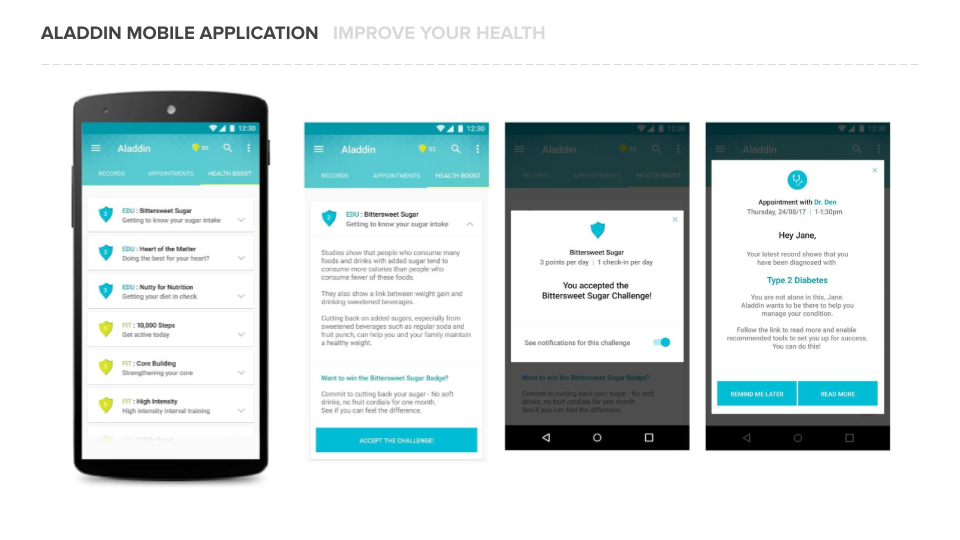 ALADDIN MOBILE APPLICATION IMPROVE YOUR HEALTH
12:30
Aladdin
RECORDS APPOINTMENTS HEALTH BOOST
3 EDU : Bittersweet Sugar
Getting to know your sugar intake
EDU : Heart of the Matter
Doing the best for your heart?
EDU : Nutty for Nutrition
Getting your diet in check
FIT : 10,000 Steps
Get active today
FIT : Core Building
Strengthening your core
FIT : High Intensity
High intensity interval training
12:30
Aladdin 53
RECORDS APPOINTMENTS HEALTH BOOST
3 EDU : Bittersweet Sugar
Getting to know your sugar intake
Studies show that people who consume many
foods and drinks with added sugar tend to
consume more calories than people who
consume fewer of these foods.
They also show a link between weight gain and
drinking sweetened beverages.
Cutting back on added sugars, especially from
sweetened beverages such as regular soda and
fruit punch, can help you and your family maintain
a healthy weight.
Want to win the Bittersweet Sugar Badge?
Commit to cutting back your sugar - No soft
drinks, no fruit cordials for one month.
See if you can feel the difference.
ACCEPT THE CHALLENGE!
12:30
Aladdin
RECORDS APPOINTMENTS HEALTH BOOST
×
Bittersweet Sugar
3 points per day | 1 check-in per day
You accepted the
Bittersweet Sugar Challenge!
See notifications for this challenge
Want to win the Bittersweet Sugar Badge?
Commit to cutting back your sugar - No soft
drinks, no fruit cordials for one month.
See if you can feel the difference.
12:30
Aladdin
×
Appointment with Dr. Den
Thursday, 24/08/17 | 1-1:30pm
Hey Jane,
Your latest record shows that you
have been diagnosed with
Type 2 Diabetes
You are not alone in this, Jane.
Aladdin wants to be there to help you
manage your condition.
Follow the link to read more and enable
recommended tools to set you up for success.
You can do this!
REMIND ME LATER READ MORE